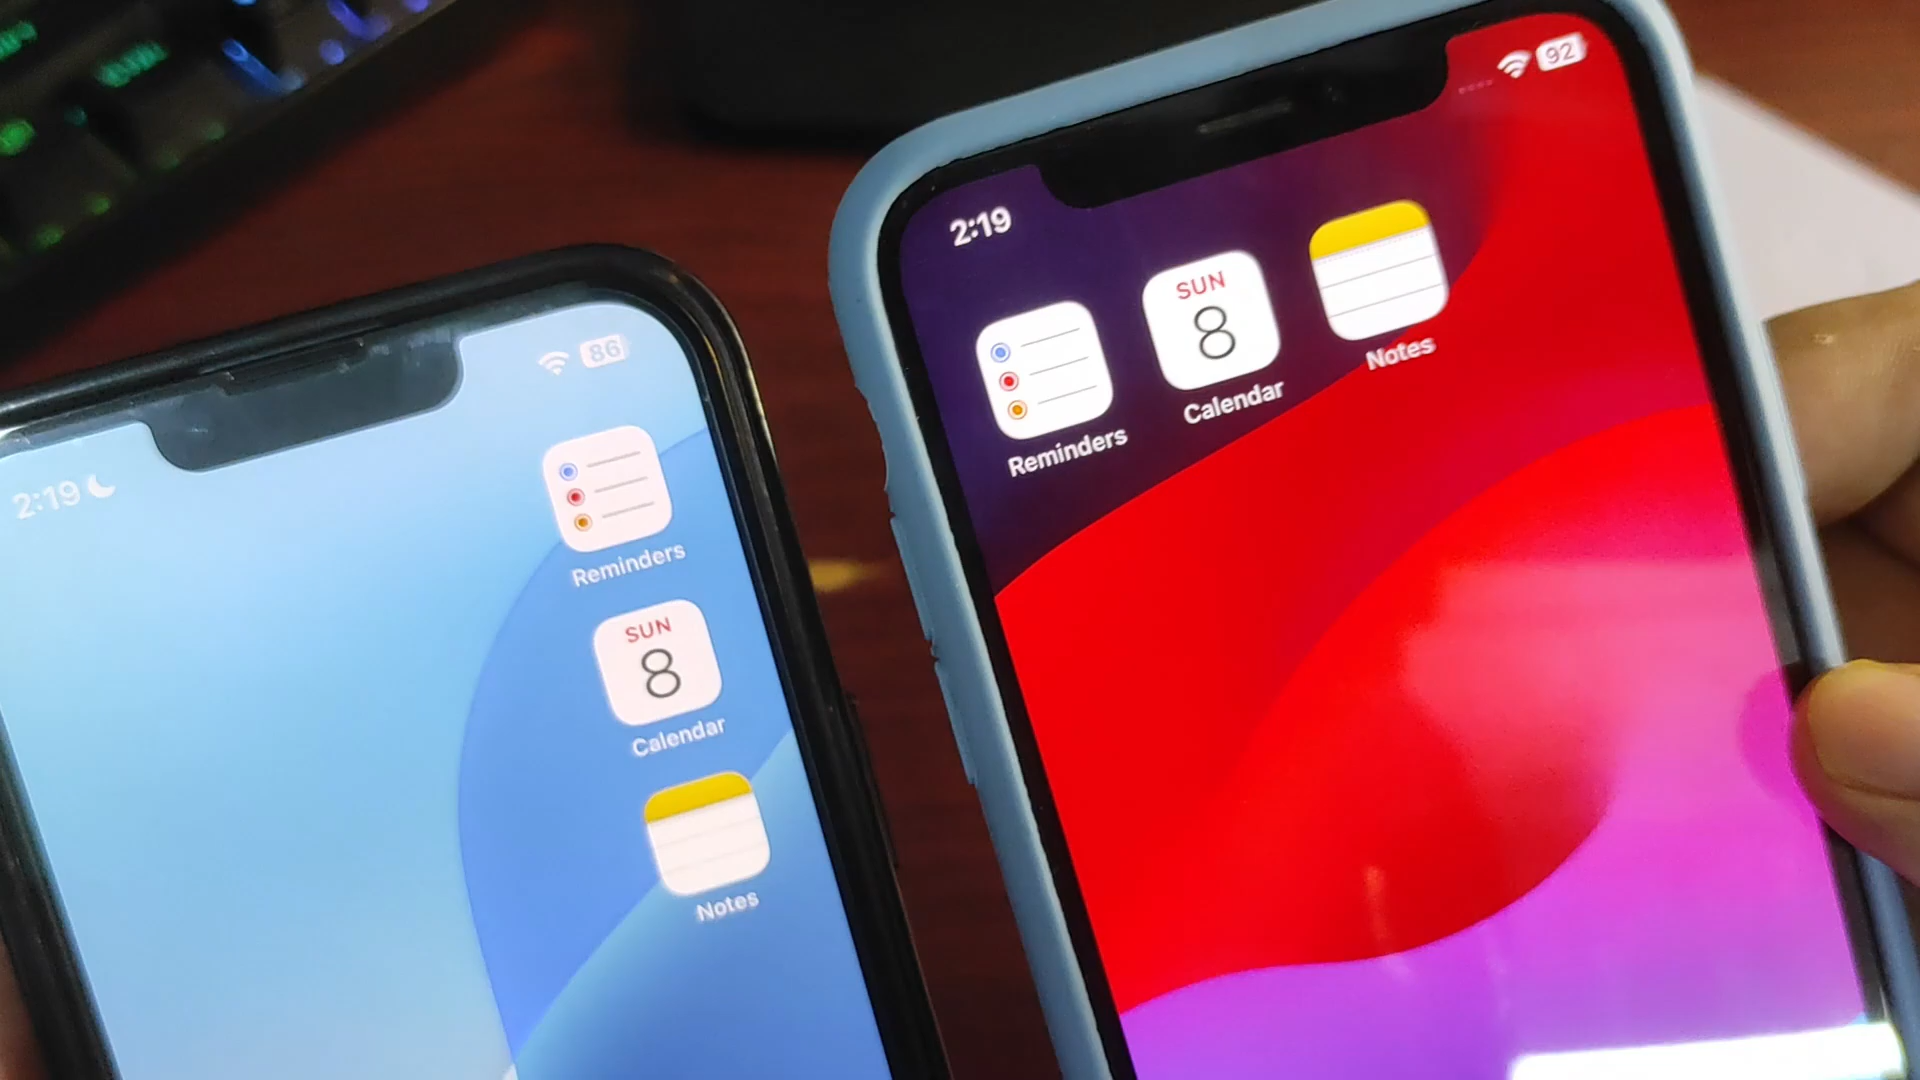 2:19
86
Reminders
SUN
8
Calendar
Notes
2:19
92
Reminders
SUN
8
Calendar
Notes